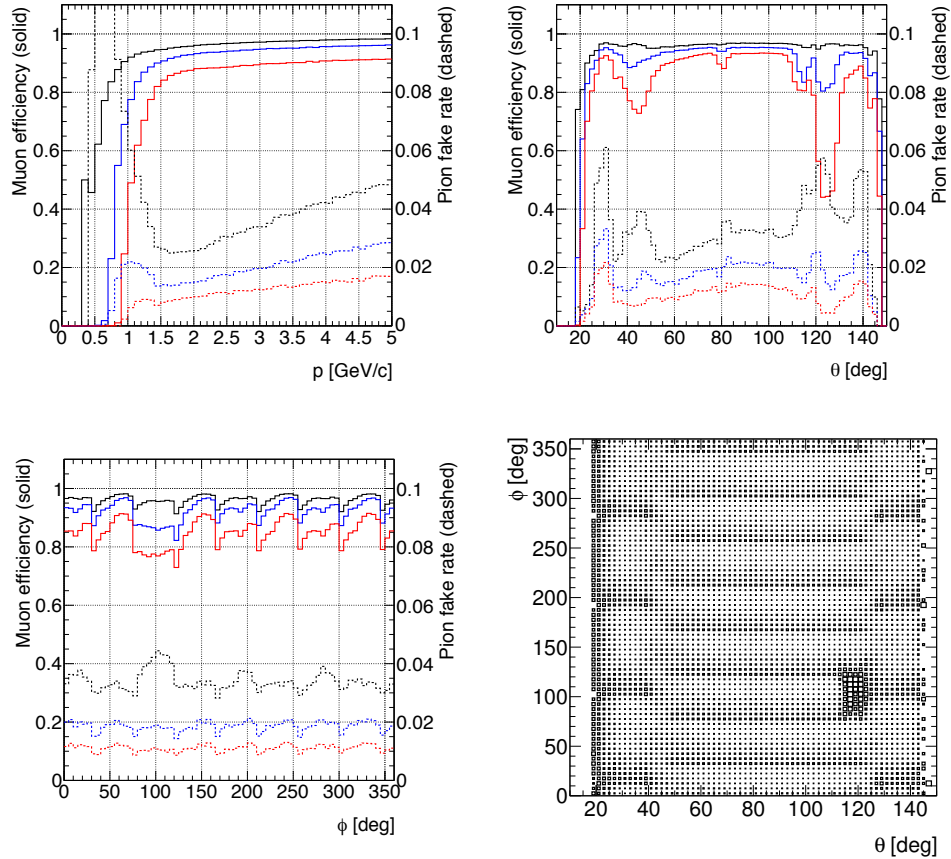 Muon efficiency (solid)
1
0.8
0.6
0.4
0.2
0
0.1
0.08
0.06
0.04
0.02
0
Pion fake rate (dashed)
0 0.5 1 1.5 2 2.5 3 3.5 4 4.5 5
p [GeV/c]
Muon efficiency (solid)
1
0.8
0.6
0.4
0.2
0
0.1
0.08
0.06
0.04
0.02
0
Pion fake rate (dashed)
20 40 60 80 100 120 140
θ [deg]
Muon efficiency (solid)
1
0.8
0.6
0.4
0.2
0
0.1
0.08
0.06
0.04
0.02
0
Pion fake rate (dashed)
0 50 100 150 200 250 300 350
ϕ [deg]
ϕ [deg]
350
300
250
200
150
100
50
0
20 40 60 80 100 120 140
θ [deg]